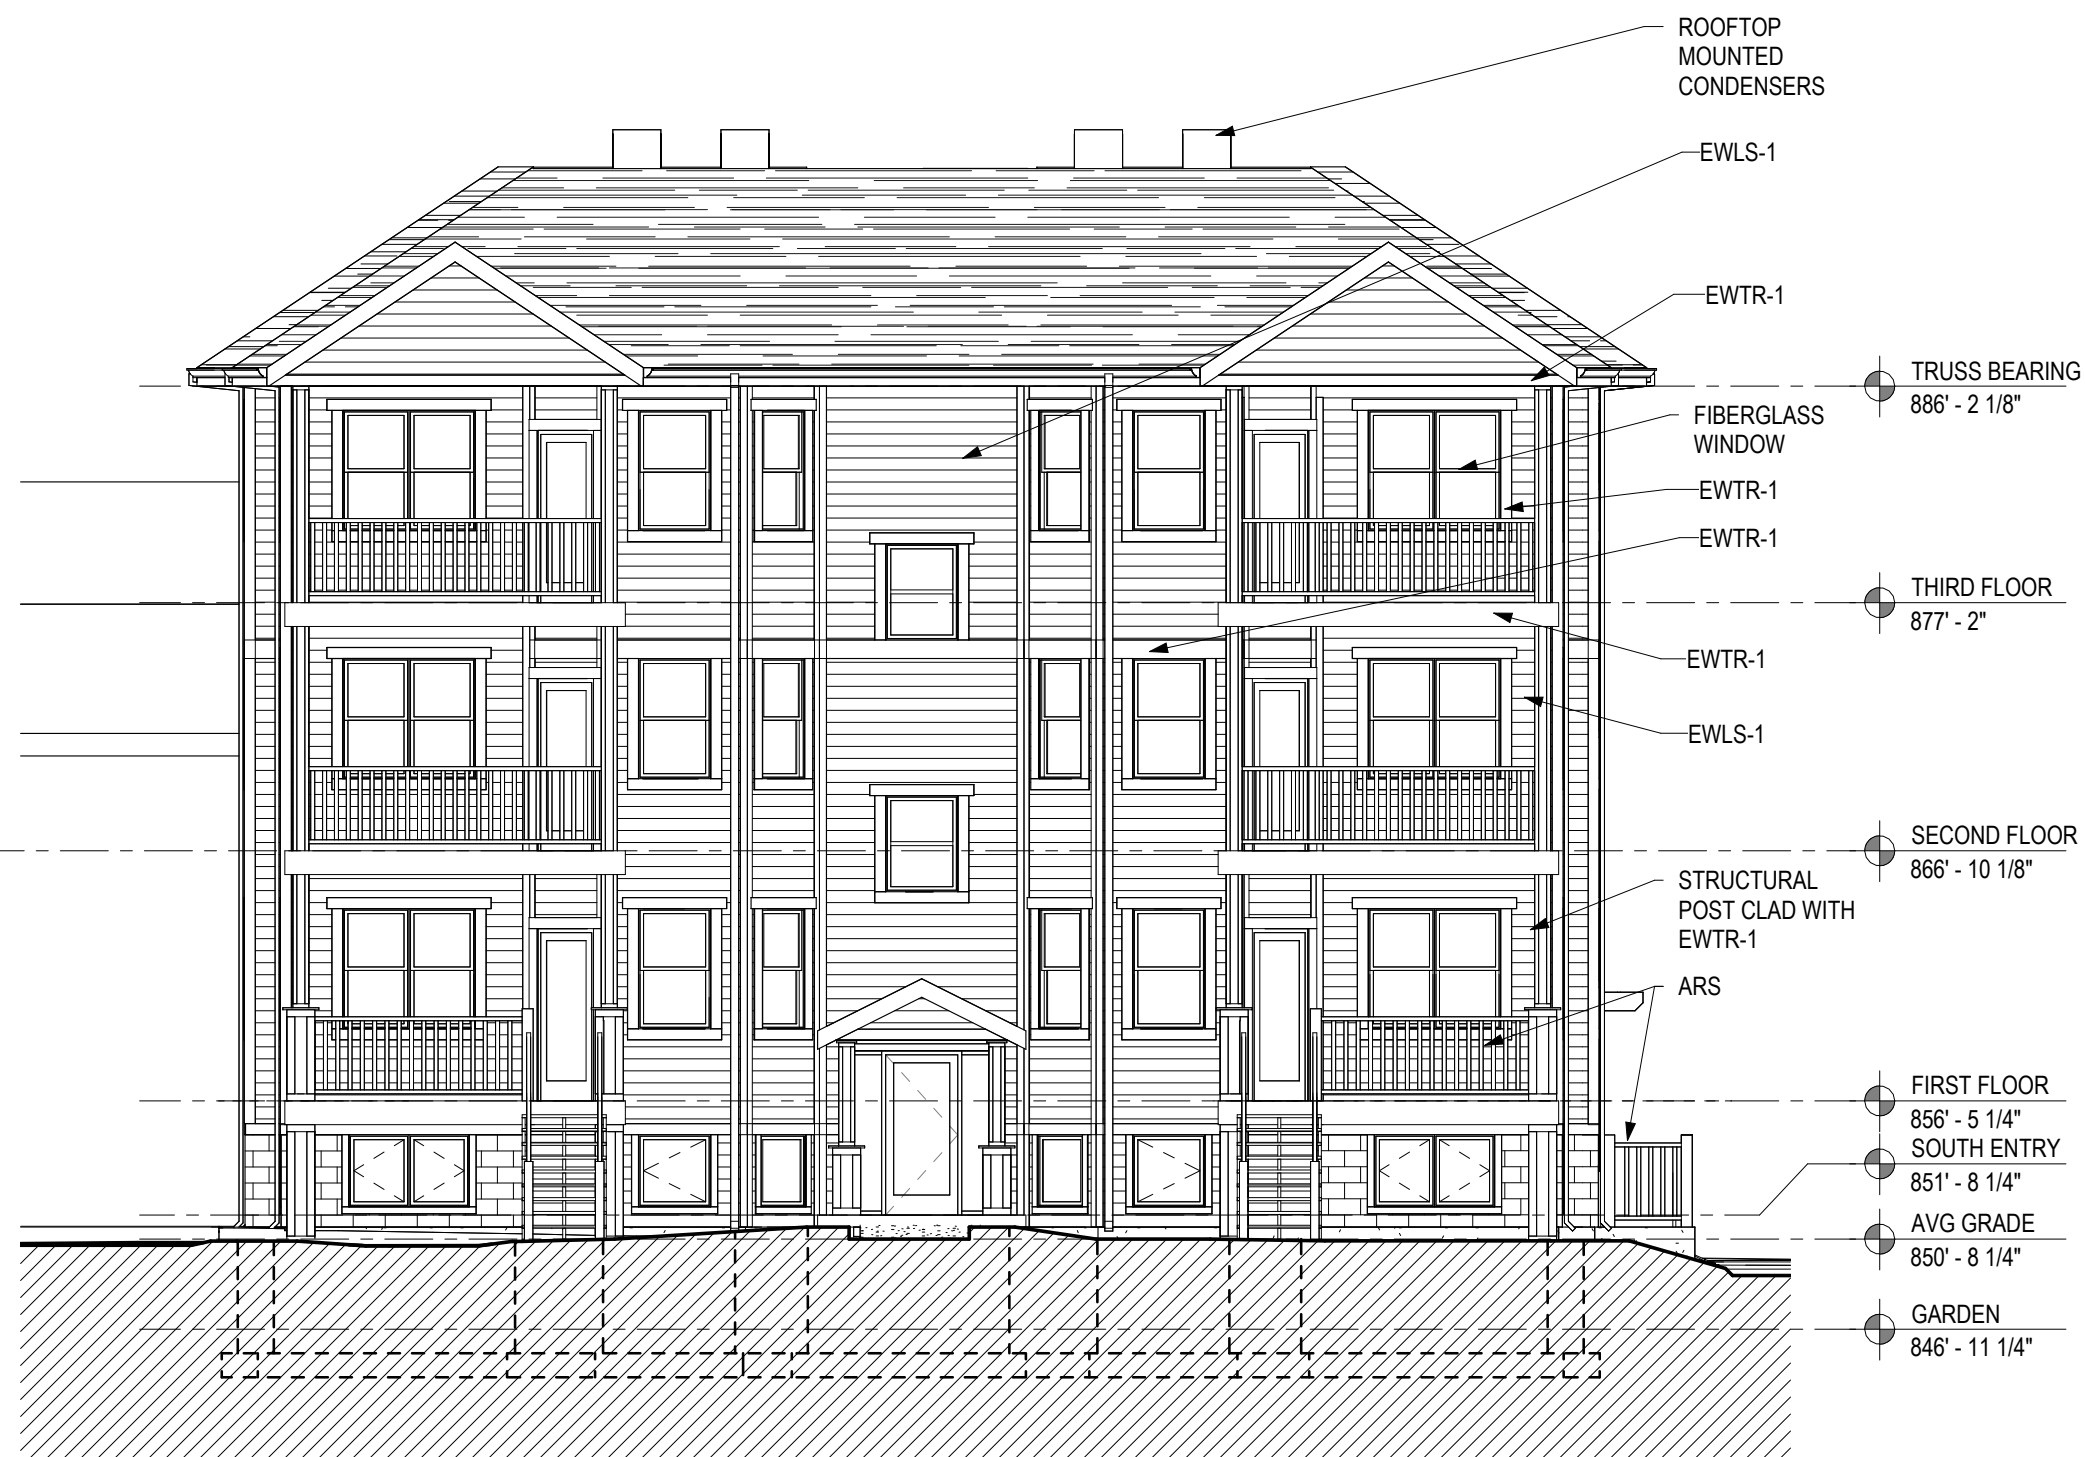 ROOFTOP
MOUNTED
CONDENSERS
EWLS-1
EWTR-1
TRUSS BEARING
886' - 2 1/8"
FIBERGLASS
WINDOW
EWTR-1
EWTR-1
THIRD FLOOR
877' - 2"
EWTR-1
EWLS-1
SECOND FLOOR
866' - 10 1/8"
STRUCTURAL
POST CLAD WITH
EWTR-1
ARS
FIRST FLOOR
856' - 5 1/4"
SOUTH ENTRY
851' - 8 1/4"
AVG GRADE
850' - 8 1/4"
GARDEN
846' - 11 1/4"